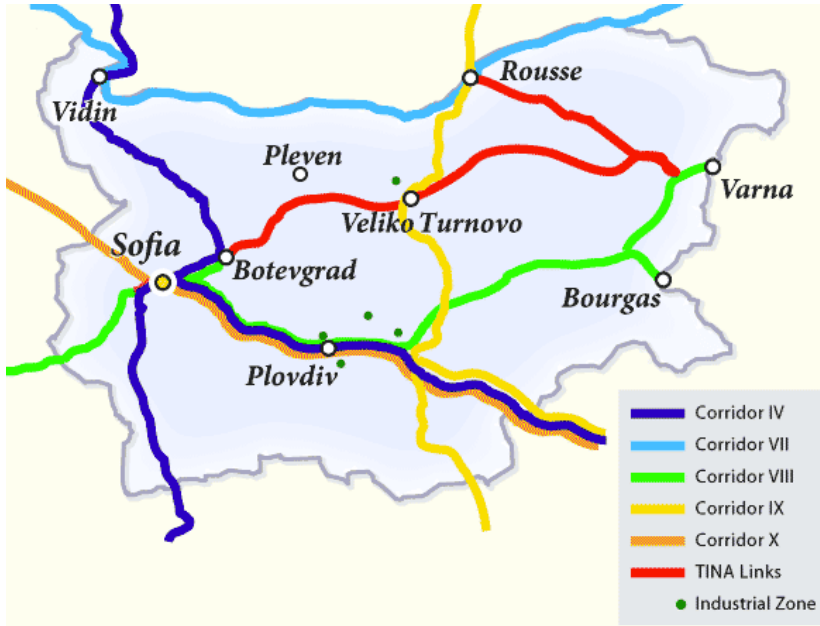 Rousse
Vidin
Pleven
Varna
Veliko Turnovo
Sofia
Botevgrad
Bourgas
Plovdiv
Corridor IV
Corridor VII
Corridor VIII
Corridor IX
Corridor X
TINA Links
Industrial Zone